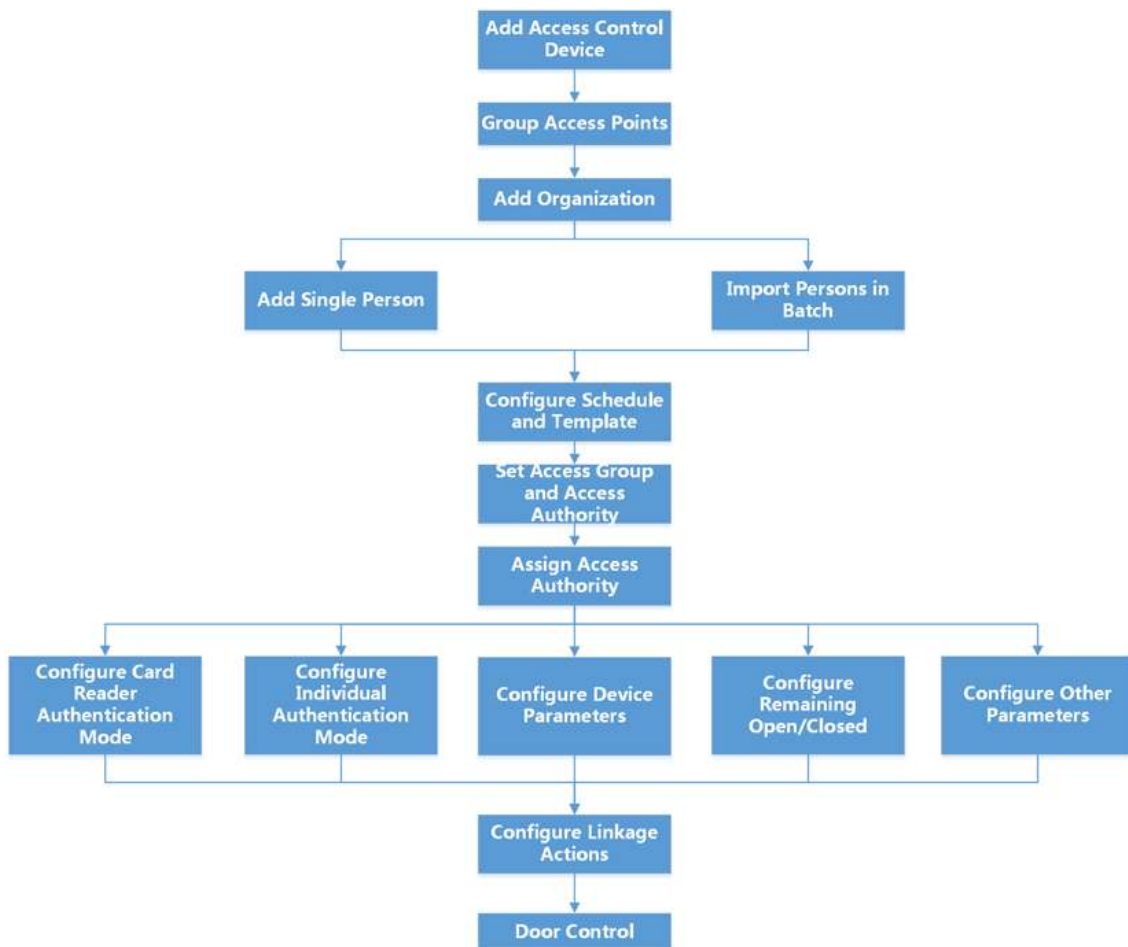 Add Access Control
Device
Group Access Points
Add Organization
Add Single Person
Import Persons in
Batch
Configure Schedule
and Template
Set Access Group
and Access
Authority
Assign Access
Authority
Configure Card
Reader
Authentication
Mode
Configure
Individual
Authentication
Mode
Configure Device
Parameters
Configure
Remaining
Open/Closed
Configure Other
Parameters
Configure Linkage
Actions
Door Control